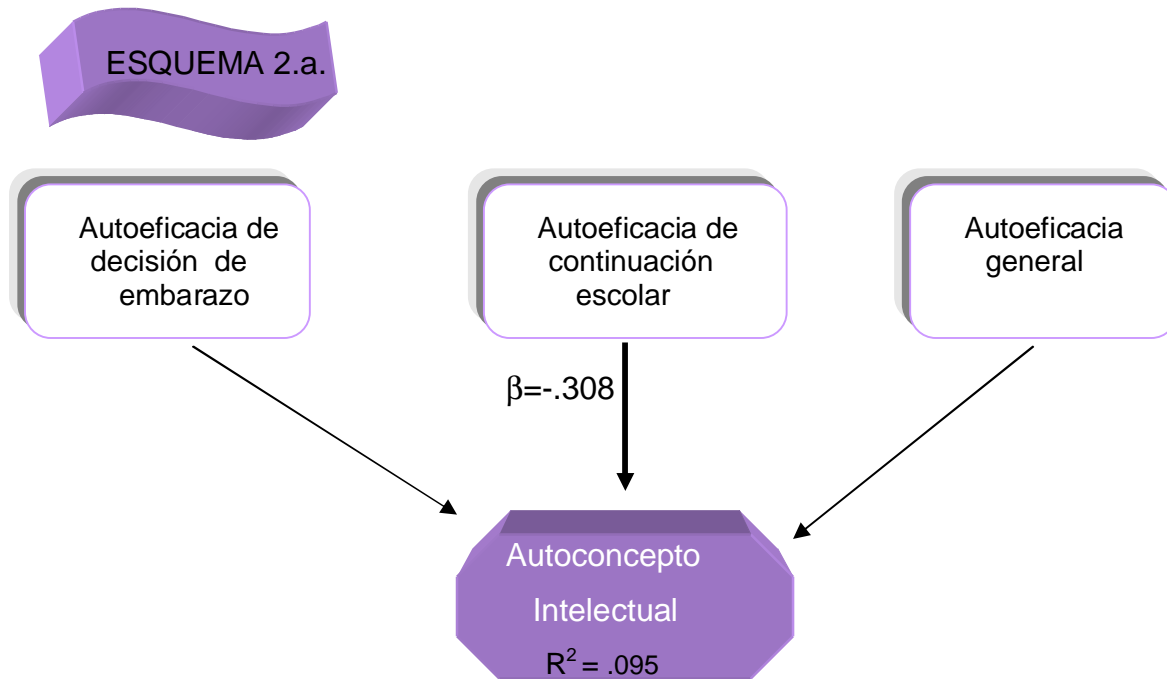 ESQUEMA 2.a.
Autoeficacia de
decisión de
embarazo
Autoeficacia de
continuación
escolar
Autoeficacia
general
β=-.308
Autoconcepto
Intelectual
R² = .095